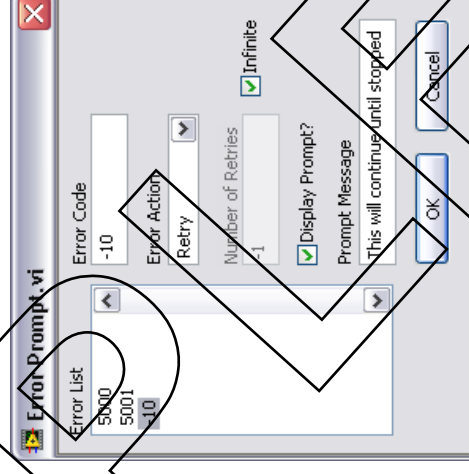 Error Prompt.vi
Error List
5000
5001
-10
Error Code
-10
Error Action
Retry
Number of Retries
-1
Infinite
Display Prompt?
Prompt Message
This will continue until stopped
OK
Cancel